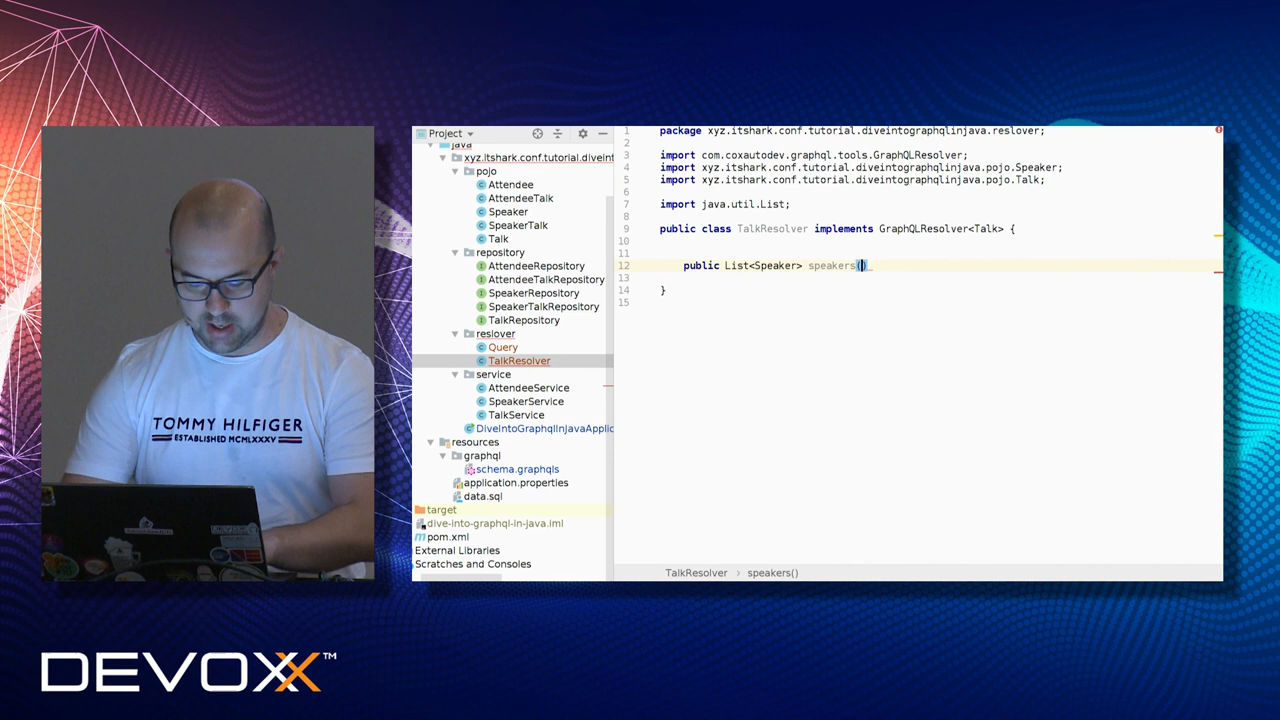 TOMMY HILFIGER
ESTABLISHED MCMLXXXV
DEVOXX™
Project
java
xyz.itshark.conf.tutorial.diveint
pojo
Attendee
AttendeeTalk
Speaker
SpeakerTalk
Talk
repository
AttendeeRepository
AttendeeTalkRepository
SpeakerRepository
SpeakerTalkRepository
TalkRepository
reslover
Query
TalkResolver
service
AttendeeService
SpeakerService
TalkService
DiveIntoGraphqlInJavaApplic
resources
graphql
schema.graphqls
application.properties
data.sql
target
dive-into-graphql-in-java.iml
pom.xml
External Libraries
Scratches and Consoles
1 package xyz.itshark.conf.tutorial.diveintographqlinjava.reslover;
2
3 import com.coxautodev.graphql.tools.GraphQLResolver;
4 import xyz.itshark.conf.tutorial.diveintographqlinjava.pojo.Speaker;
5 import xyz.itshark.conf.tutorial.diveintographqlinjava.pojo.Talk;
6
7 import java.util.List;
8
9 public class TalkResolver implements GraphQLResolver<Talk> {
10
11
12 public List<Speaker> speakers()
13
14 }
15
TalkResolver › speakers()